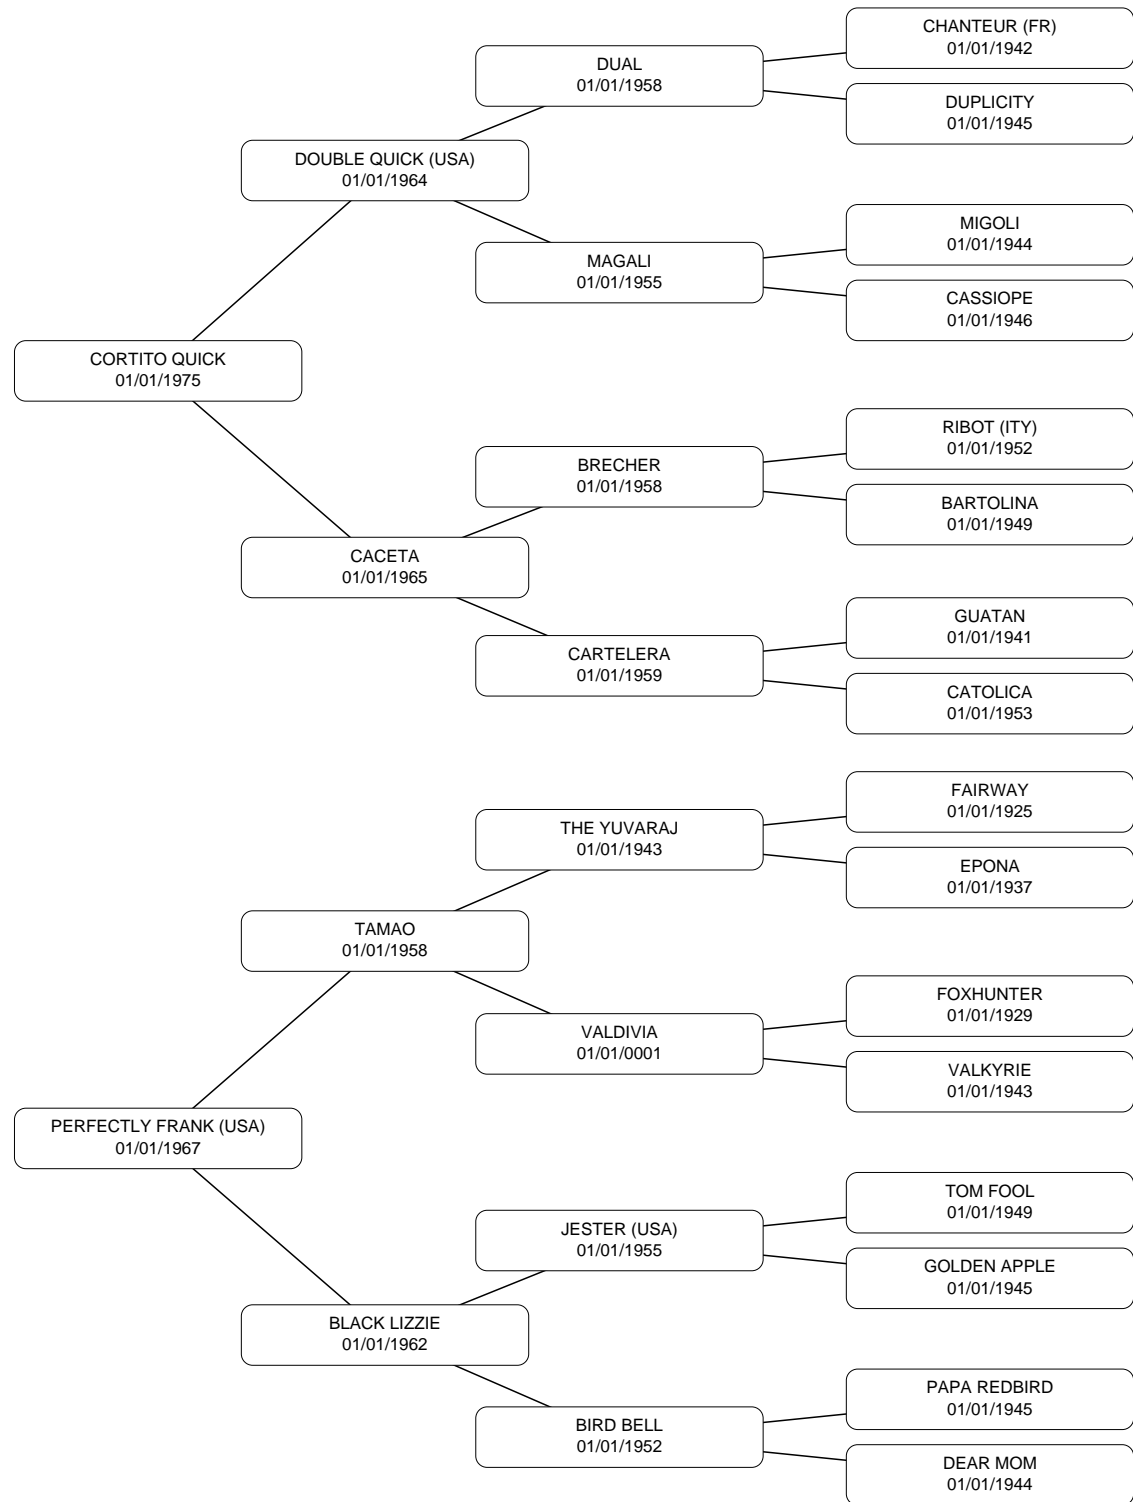 CHANTEUR (FR)
01/01/1942
DUAL
01/01/1958
DUPLICITY
01/01/1945
DOUBLE QUICK (USA)
01/01/1964
MIGOLI
01/01/1944
MAGALI
01/01/1955
CASSIOPE
01/01/1946
CORTITO QUICK
01/01/1975
RIBOT (ITY)
01/01/1952
BRECHER
01/01/1958
BARTOLINA
01/01/1949
CACETA
01/01/1965
GUATAN
01/01/1941
CARTELERA
01/01/1959
CATOLICA
01/01/1953
FAIRWAY
01/01/1925
THE YUVARAJ
01/01/1943
EPONA
01/01/1937
TAMAO
01/01/1958
FOXHUNTER
01/01/1929
VALDIVIA
01/01/0001
VALKYRIE
01/01/1943
PERFECTLY FRANK (USA)
01/01/1967
TOM FOOL
01/01/1949
JESTER (USA)
01/01/1955
GOLDEN APPLE
01/01/1945
BLACK LIZZIE
01/01/1962
PAPA REDBIRD
01/01/1945
BIRD BELL
01/01/1952
DEAR MOM
01/01/1944